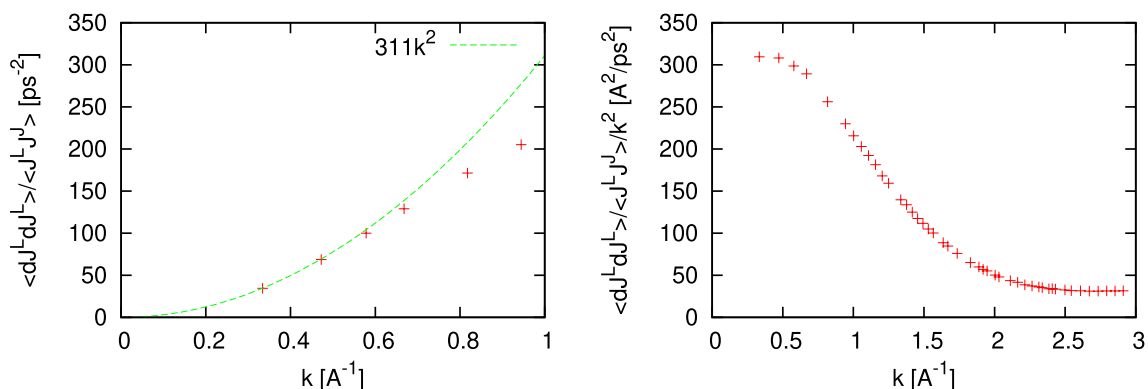 <dJ^L dJ^L>/<J^L J^J> [ps^-2]
350
300
250
200
150
100
50
0
311k^2
0 0.2 0.4 0.6 0.8 1
k [A^-1]
<dJ^L dJ^L>/<J^L J^J>/k^2 [A^2/ps^2]
350
300
250
200
150
100
50
0
0 0.5 1 1.5 2 2.5 3
k [A^-1]